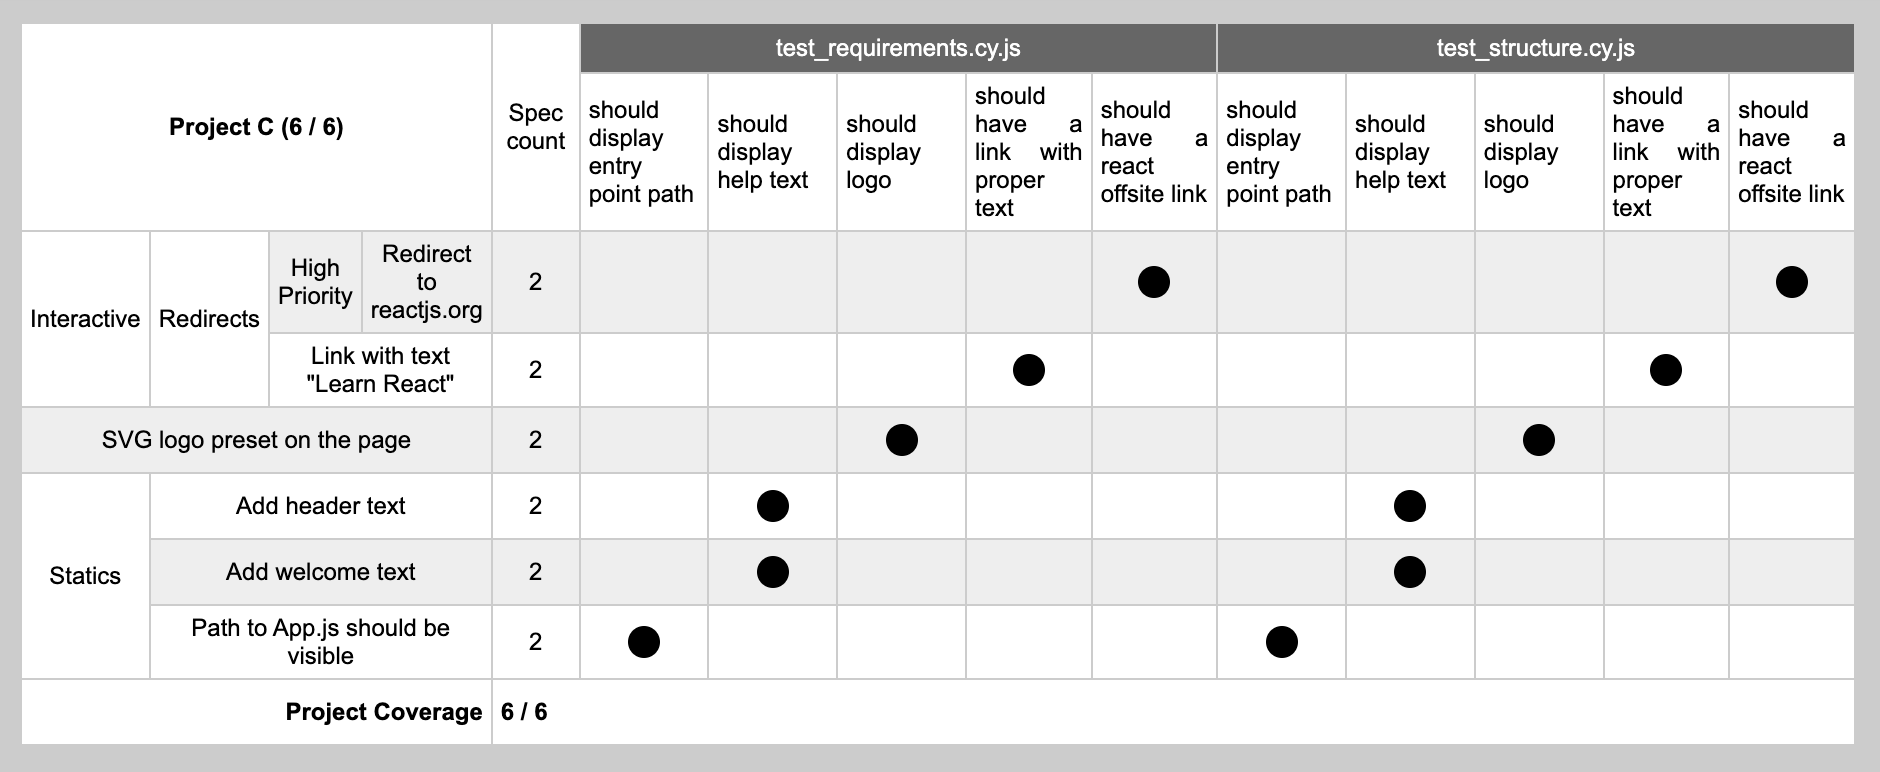 Project C (6 / 6)
Spec
count
test_requirements.cy.js
test_structure.cy.js
should
display
entry
point path
should
display
help text
should
display
logo
should
have a
link with
proper
text
should
have a
react
offsite link
should
display
entry
point path
should
display
help text
should
display
logo
should
have a
link with
proper
text
should
have a
react
offsite link
Interactive
Redirects
High
Priority
Redirect
to
reactjs.org
2
Link with text
"Learn React"
2
SVG logo preset on the page
2
Statics
Add header text
2
Add welcome text
2
Path to App.js should be
visible
2
Project Coverage
6 / 6